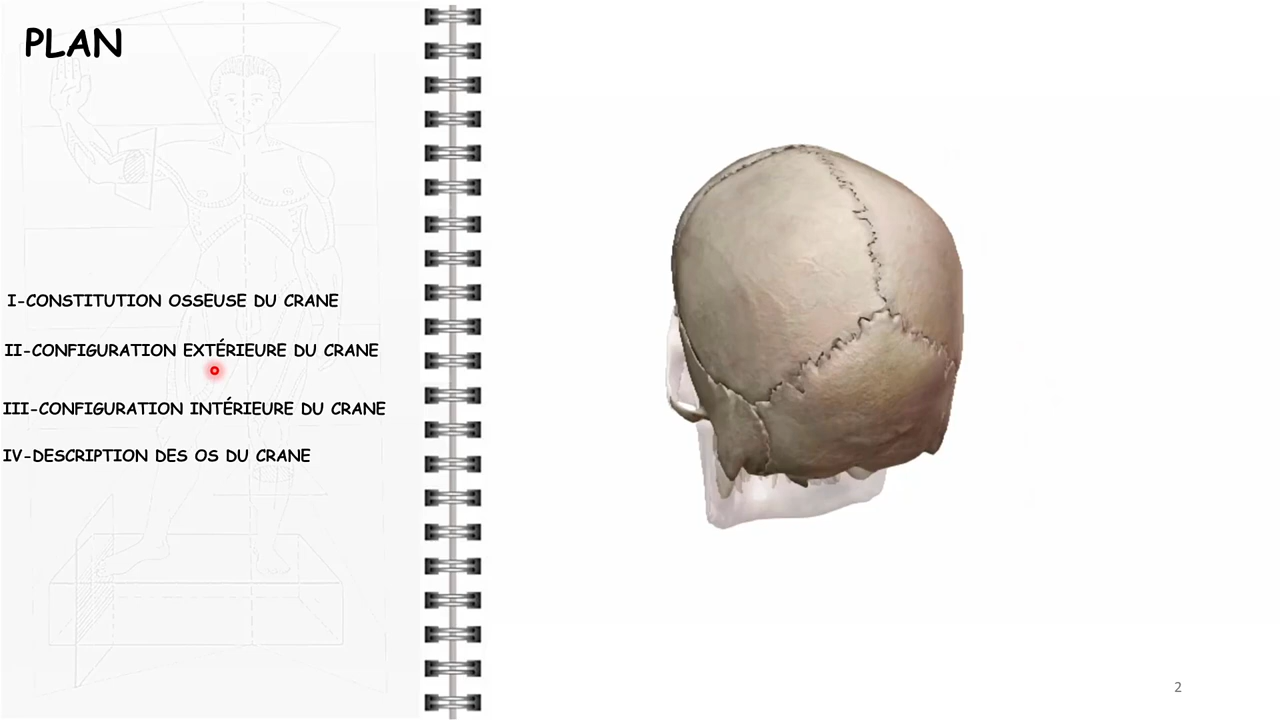 PLAN
I-CONSTITUTION OSSEUSE DU CRANE
II-CONFIGURATION EXTÉRIEURE DU CRANE
III-CONFIGURATION INTÉRIEURE DU CRANE
IV-DESCRIPTION DES OS DU CRANE
2